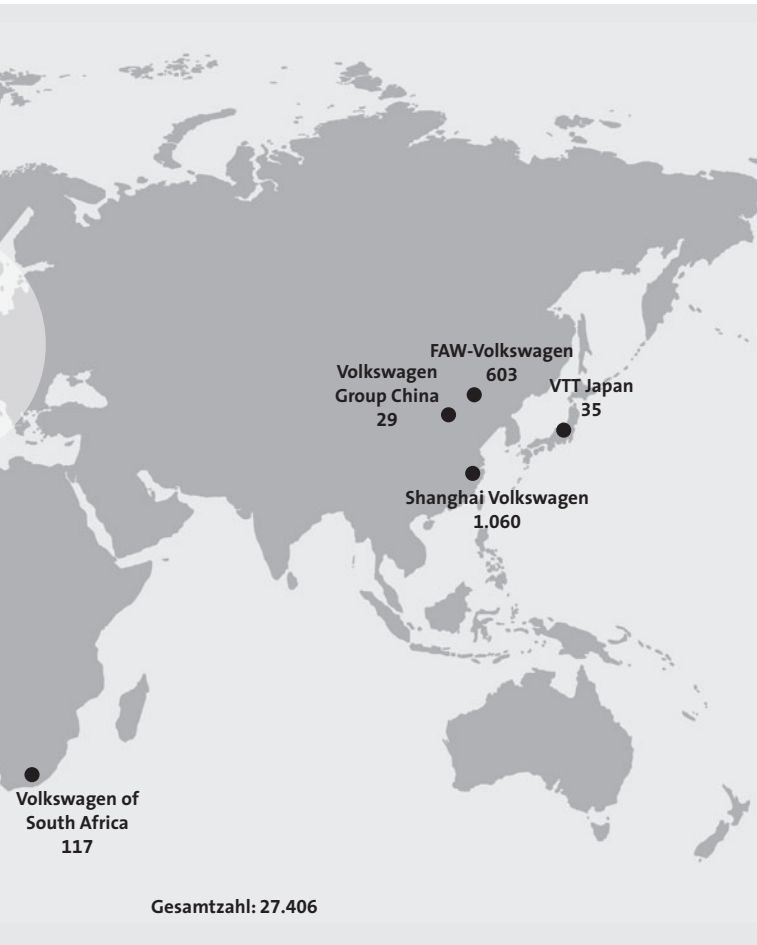 FAW-Volkswagen
603
Volkswagen
Group China
29
VTT Japan
35
Shanghai Volkswagen
1.060
Volkswagen of
South Africa
117
Gesamtzahl: 27.406